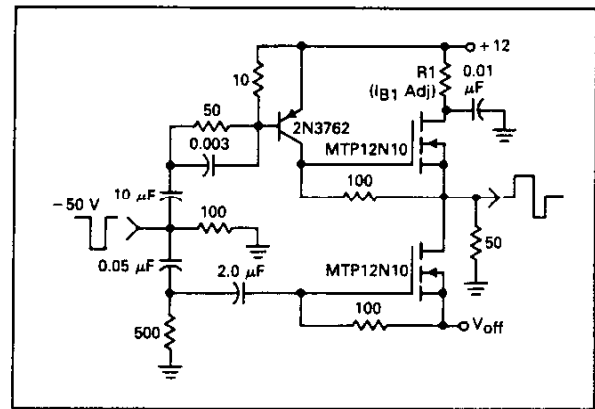 +12
10
R1
0.01
(IB1 Adj)
µF
50
2N3762
0.003
MTP12N10
−50 V
10 µF
100
100
50
0.05 µF
2.0 µF
MTP12N10
100
500
Voff